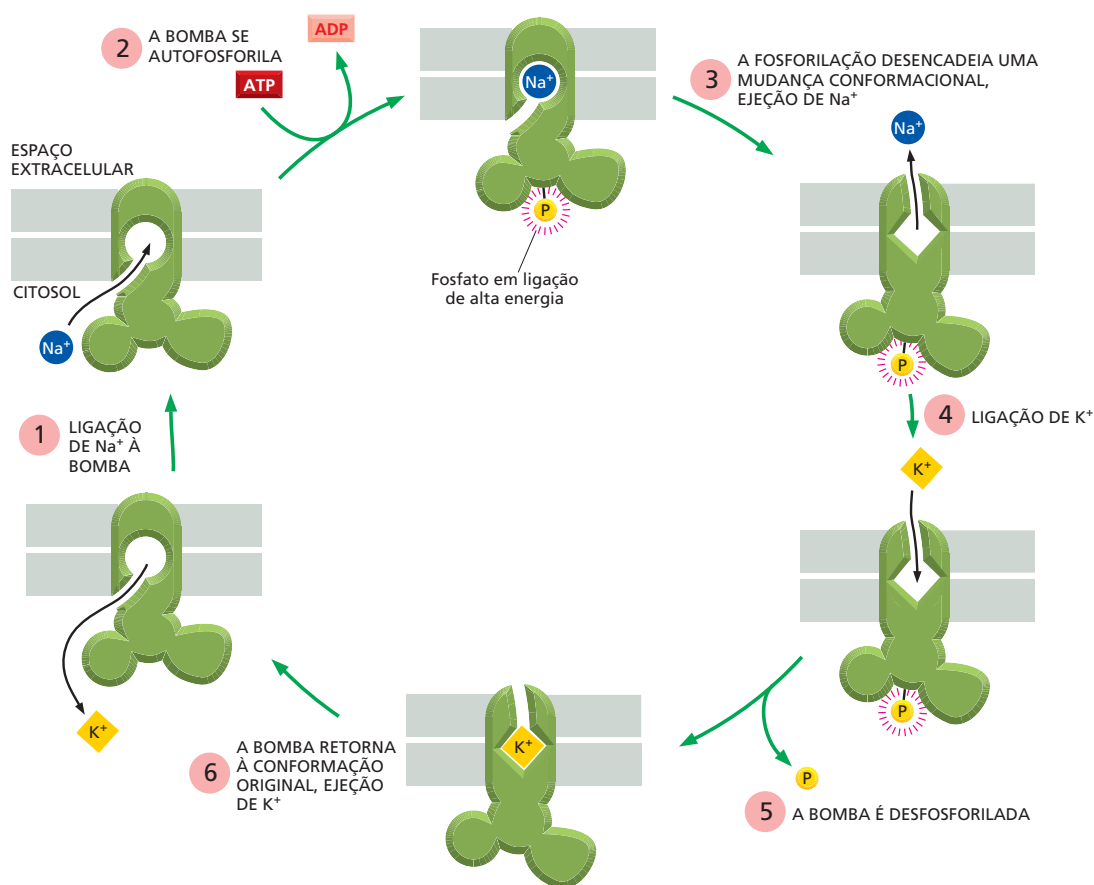 2
A BOMBA SE
AUTOFOSFORILA
ATP
ADP
Na⁺
P
Fosfato em ligação
de alta energia
3
A FOSFORILAÇÃO DESENCADEIA UMA
MUDANÇA CONFORMACIONAL,
EJEÇÃO DE Na⁺
Na⁺
P
ESPAÇO
EXTRACELULAR
CITOSOL
Na⁺
1
LIGAÇÃO
DE Na⁺ À
BOMBA
4
LIGAÇÃO DE K⁺
K⁺
P
5
A BOMBA É DESFOSFORILADA
P
K⁺
6
A BOMBA RETORNA
À CONFORMAÇÃO
ORIGINAL, EJEÇÃO
DE K⁺
K⁺